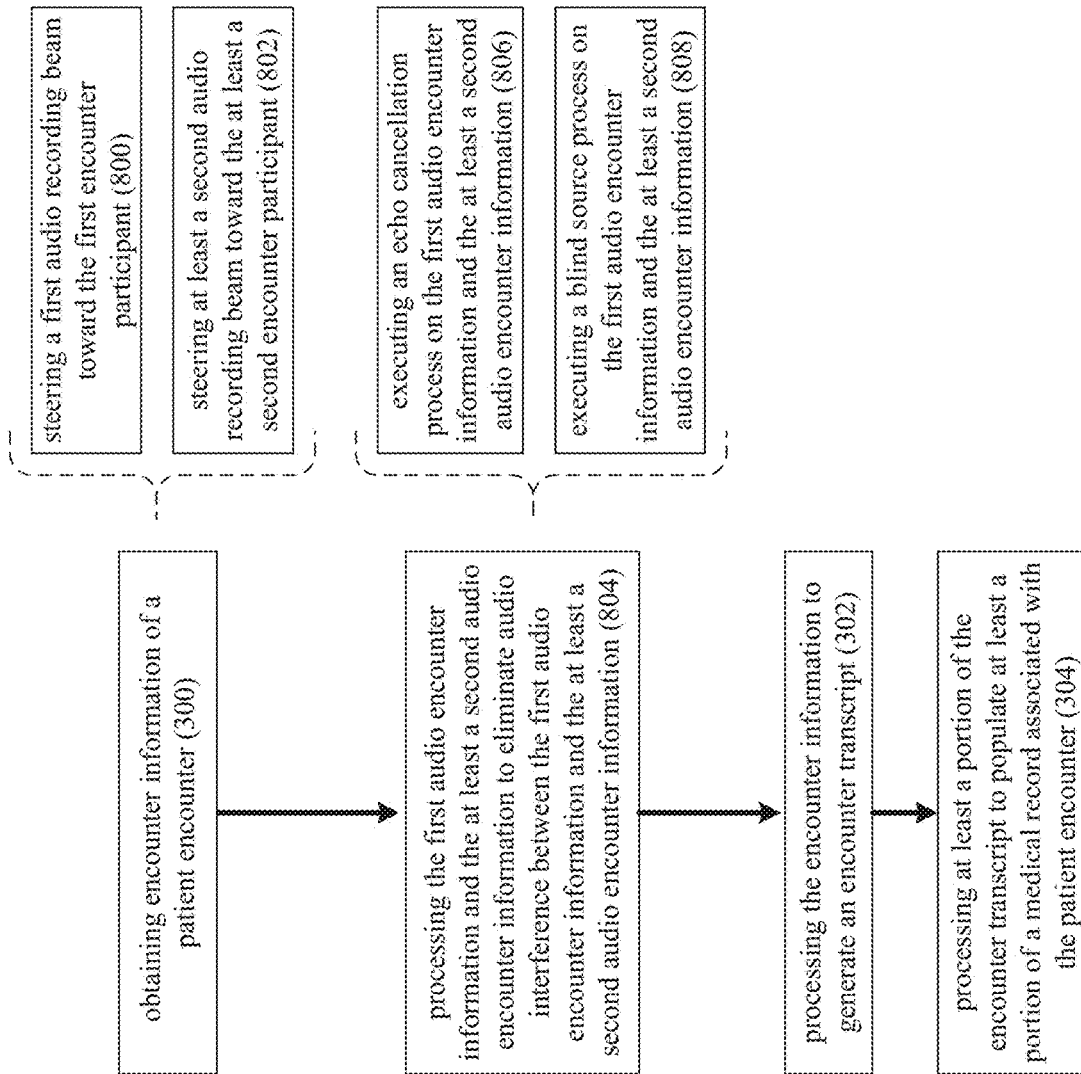 obtaining encounter information of a
patient encounter (300)
steering a first audio recording beam
toward the first encounter
participant (800)
steering at least a second audio
recording beam toward the at least a
second encounter participant (802)
processing the first audio encounter
information and the at least a second audio
encounter information to eliminate audio
interference between the first audio
encounter information and the at least a
second audio encounter information (804)
executing an echo cancellation
process on the first audio encounter
information and the at least a second
audio encounter information (806)
executing a blind source process on
the first audio encounter
information and the at least a second
audio encounter information (808)
processing the encounter information to
generate an encounter transcript (302)
processing at least a portion of the
encounter transcript to populate at least a
portion of a medical record associated with
the patient encounter (304)